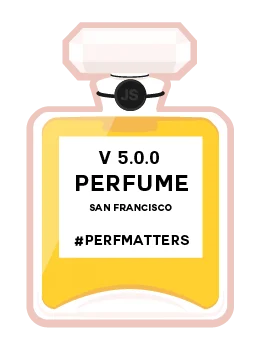 JS
V 5.0.0
PERFUME
SAN FRANCISCO
#PERFMATTERS